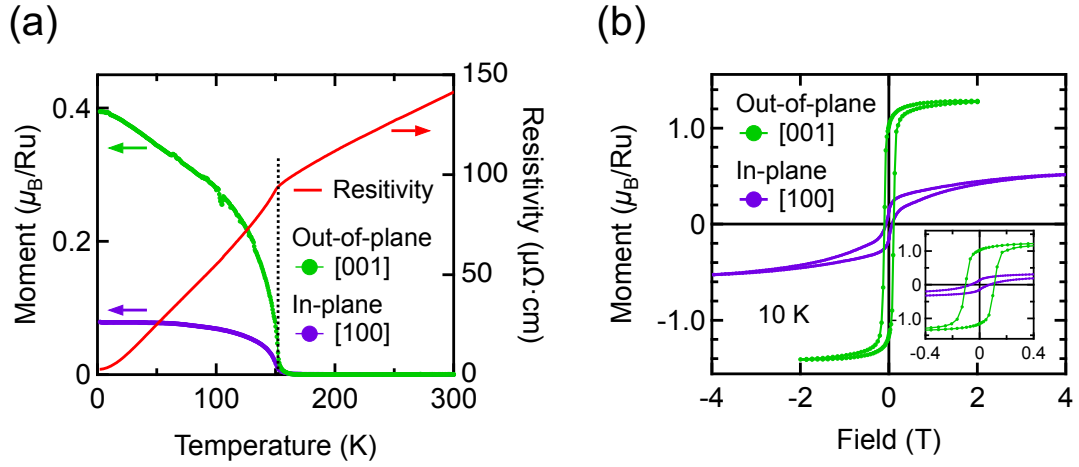 (a)
Moment (μB/Ru)
0.4
0.2
0
0
100
200
300
Temperature (K)
150
100
50
0
Resistivity (μΩ·cm)
Resitivity
Out-of-plane
[001]
In-plane
[100]
(b)
Moment (μB/Ru)
1.0
0
-1.0
-4
-2
0
2
4
Field (T)
Out-of-plane
[001]
In-plane
[100]
10 K
1.0
0
-1.0
-0.4
0
0.4